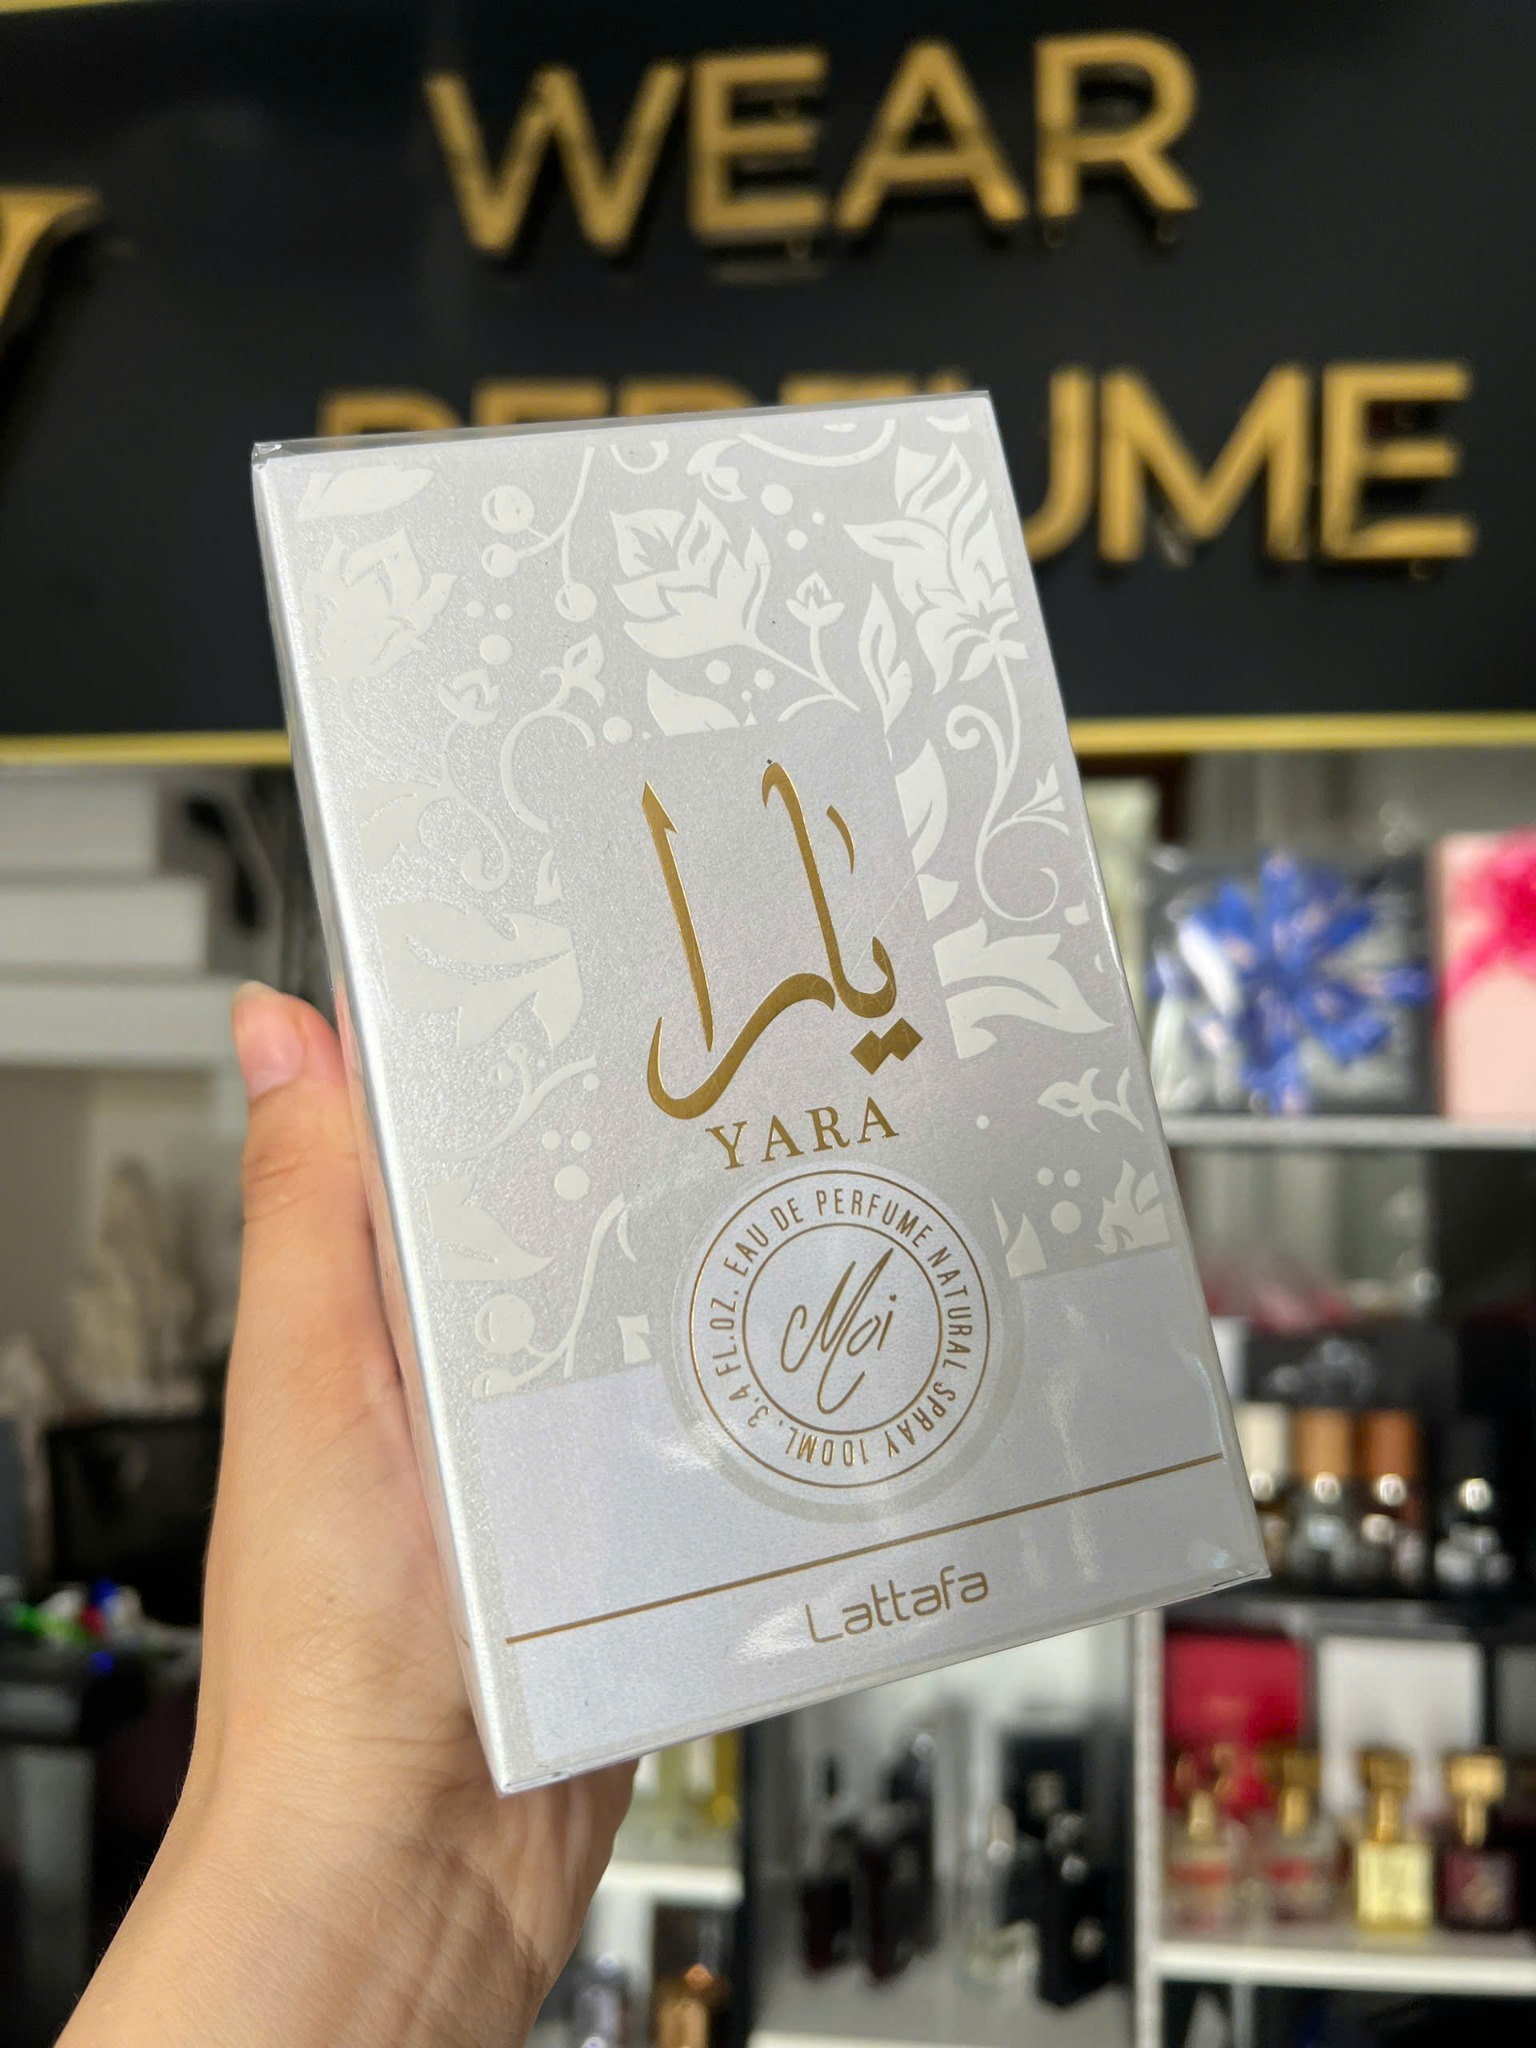 WEAR
PERFUME
يارا
YARA
EAU DE PERFUME NATURAL SPRAY 100ML. 3.4 FL.OZ.
Moi
Lattafa